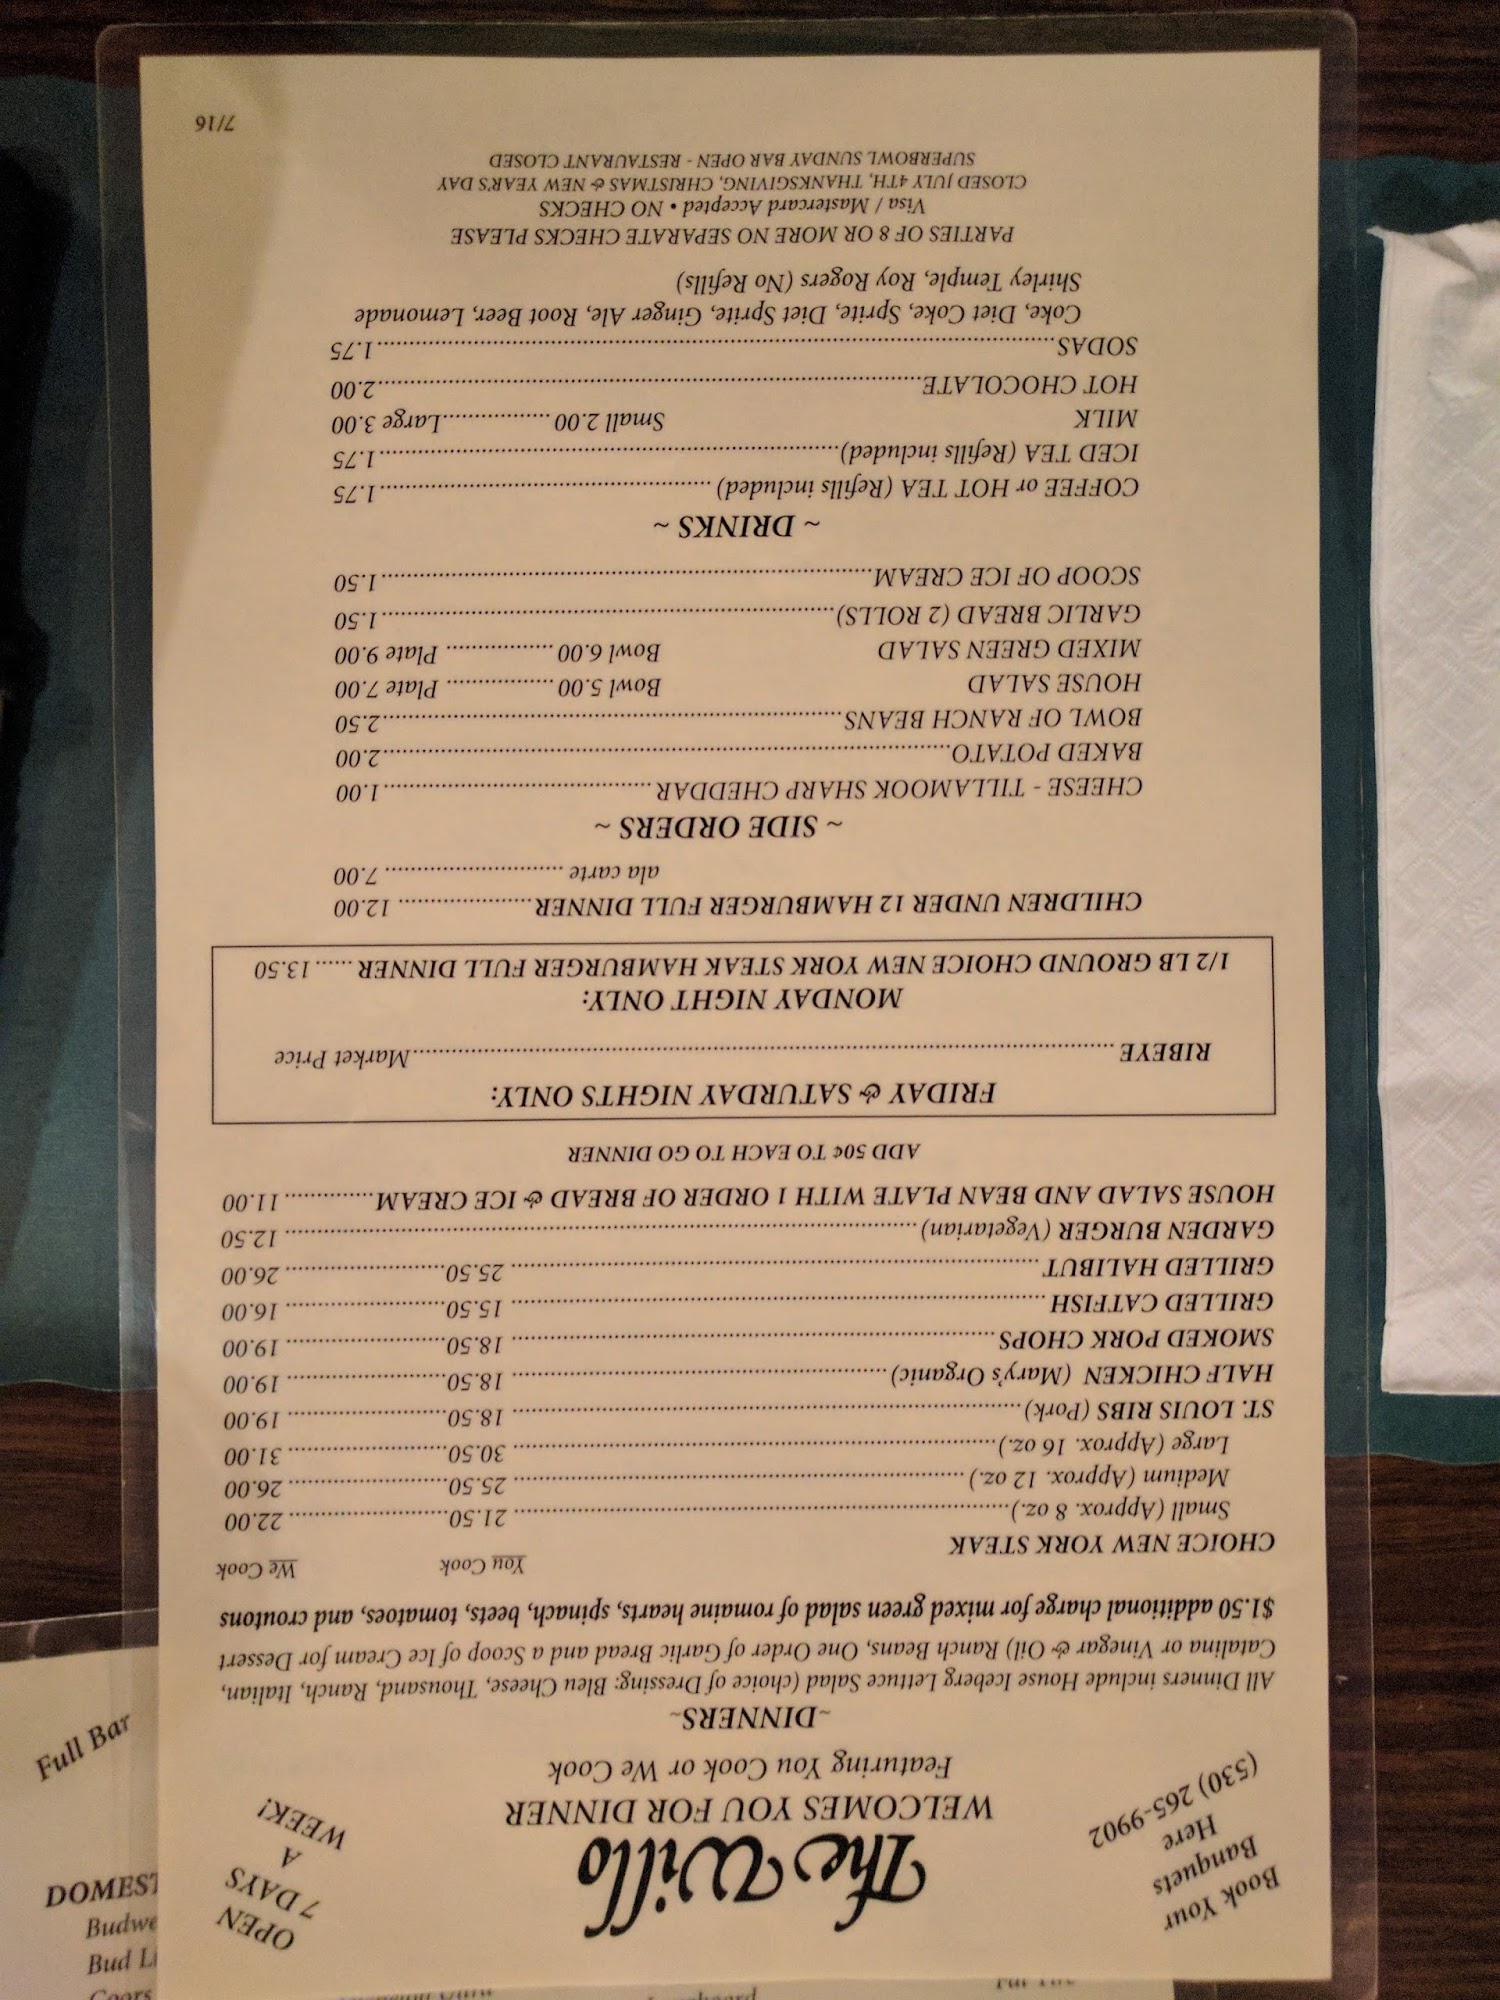 Book Your
Banquets
Here
(530) 265-9902
The Willo
OPEN
7 DAYS
A
WEEK!
WELCOMES YOU FOR DINNER
Featuring You Cook or We Cook
~DINNERS~
All Dinners include House Iceberg Lettuce Salad (choice of Dressing: Bleu Cheese, Thousand, Ranch, Italian,
Catalina or Vinegar & Oil) Ranch Beans, One Order of Garlic Bread and a Scoop of Ice Cream for Dessert
$1.50 additional charge for mixed green salad of romaine hearts, spinach, beets, tomatoes, and croutons
You Cook We Cook
CHOICE NEW YORK STEAK
Small (Approx. 8 oz.) 21.50 22.00
Medium (Approx. 12 oz.) 25.50 26.00
Large (Approx. 16 oz.) 30.50 31.00
ST. LOUIS RIBS (Pork) 18.50 19.00
HALF CHICKEN (Mary's Organic) 18.50 19.00
SMOKED PORK CHOPS 18.50 19.00
GRILLED CATFISH 15.50 16.00
GRILLED HALIBUT 25.50 26.00
GARDEN BURGER (Vegetarian) 12.50
HOUSE SALAD AND BEAN PLATE WITH 1 ORDER OF BREAD & ICE CREAM 11.00
ADD 50¢ TO EACH TO GO DINNER
FRIDAY & SATURDAY NIGHTS ONLY:
RIBEYE Market Price
MONDAY NIGHT ONLY:
1/2 LB GROUND CHOICE NEW YORK STEAK HAMBURGER FULL DINNER 13.50
CHILDREN UNDER 12 HAMBURGER FULL DINNER 12.00
ala carte 7.00
~ SIDE ORDERS ~
CHEESE - TILLAMOOK SHARP CHEDDAR 1.00
BAKED POTATO 2.00
BOWL OF RANCH BEANS 2.50
HOUSE SALAD Bowl 5.00 Plate 7.00
MIXED GREEN SALAD Bowl 6.00 Plate 9.00
GARLIC BREAD (2 ROLLS) 1.50
SCOOP OF ICE CREAM 1.50
~ DRINKS ~
COFFEE or HOT TEA (Refills included) 1.75
ICED TEA (Refills included) 1.75
MILK Small 2.00 Large 3.00
HOT CHOCOLATE 2.00
SODAS 1.75
Coke, Diet Coke, Sprite, Diet Sprite, Ginger Ale, Root Beer, Lemonade
Shirley Temple, Roy Rogers (No Refills)
PARTIES OF 8 OR MORE NO SEPARATE CHECKS PLEASE
Visa / Mastercard Accepted • NO CHECKS
CLOSED JULY 4TH, THANKSGIVING, CHRISTMAS & NEW YEAR'S DAY
SUPERBOWL SUNDAY BAR OPEN - RESTAURANT CLOSED
7/16
Full Bar
DOMEST
Budwe
Bud Li
Coors